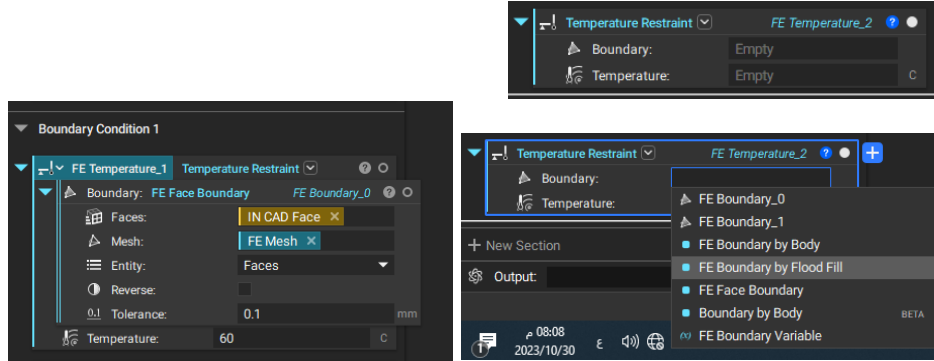 Temperature Restraint FE Temperature_2 ?
Boundary: Empty
Temperature: Empty C
Boundary Condition 1
FE Temperature_1 Temperature Restraint ?
Boundary: FE Face Boundary FE Boundary_0 ?
Faces: IN CAD Face ×
Mesh: FE Mesh ×
Entity: Faces
Reverse:
0.1 Tolerance: 0.1 mm
Temperature: 60 C
Temperature Restraint FE Temperature_2 ? +
Boundary:
Temperature:
FE Boundary_0
FE Boundary_1
FE Boundary by Body
FE Boundary by Flood Fill
FE Face Boundary
Boundary by Body BETA
(x) FE Boundary Variable
+ New Section
Output:
1
08:08 م
2023/10/30
ع